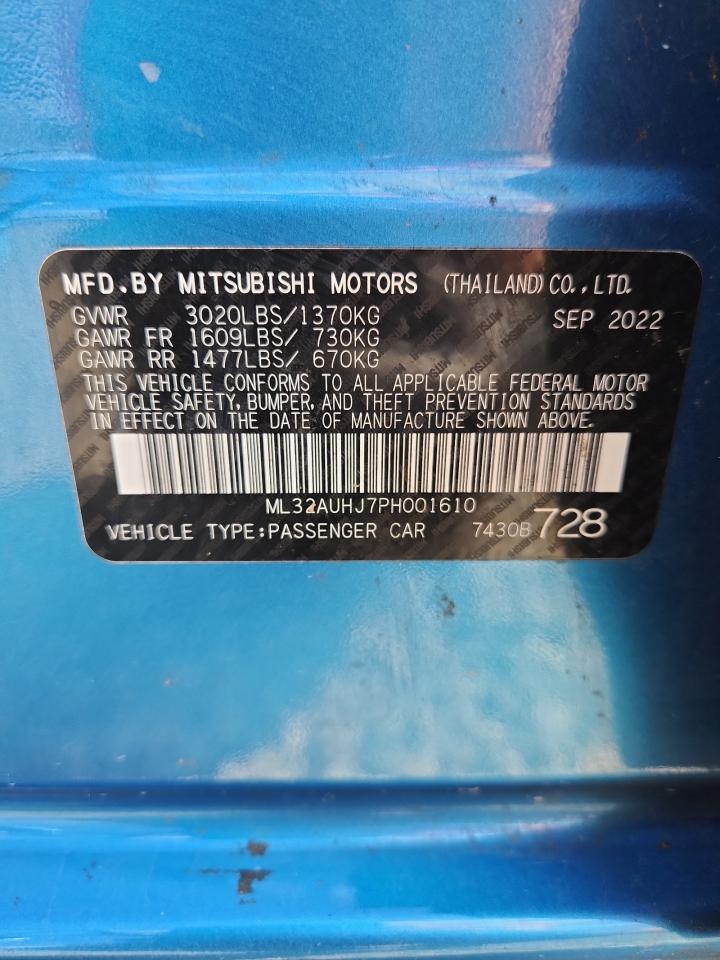 MFD.BY MITSUBISHI MOTORS (THAILAND) CO.,LTD.
GVWR 3020LBS/1370KG SEP 2022
GAWR FR 1609LBS/ 730KG
GAWR RR 1477LBS/ 670KG
THIS VEHICLE CONFORMS TO ALL APPLICABLE FEDERAL MOTOR
VEHICLE SAFETY, BUMPER, AND THEFT PREVENTION STANDARDS
IN EFFECT ON THE DATE OF MANUFACTURE SHOWN ABOVE.
ML32AUHJ7PH001610
VEHICLE TYPE:PASSENGER CAR 7430B 728